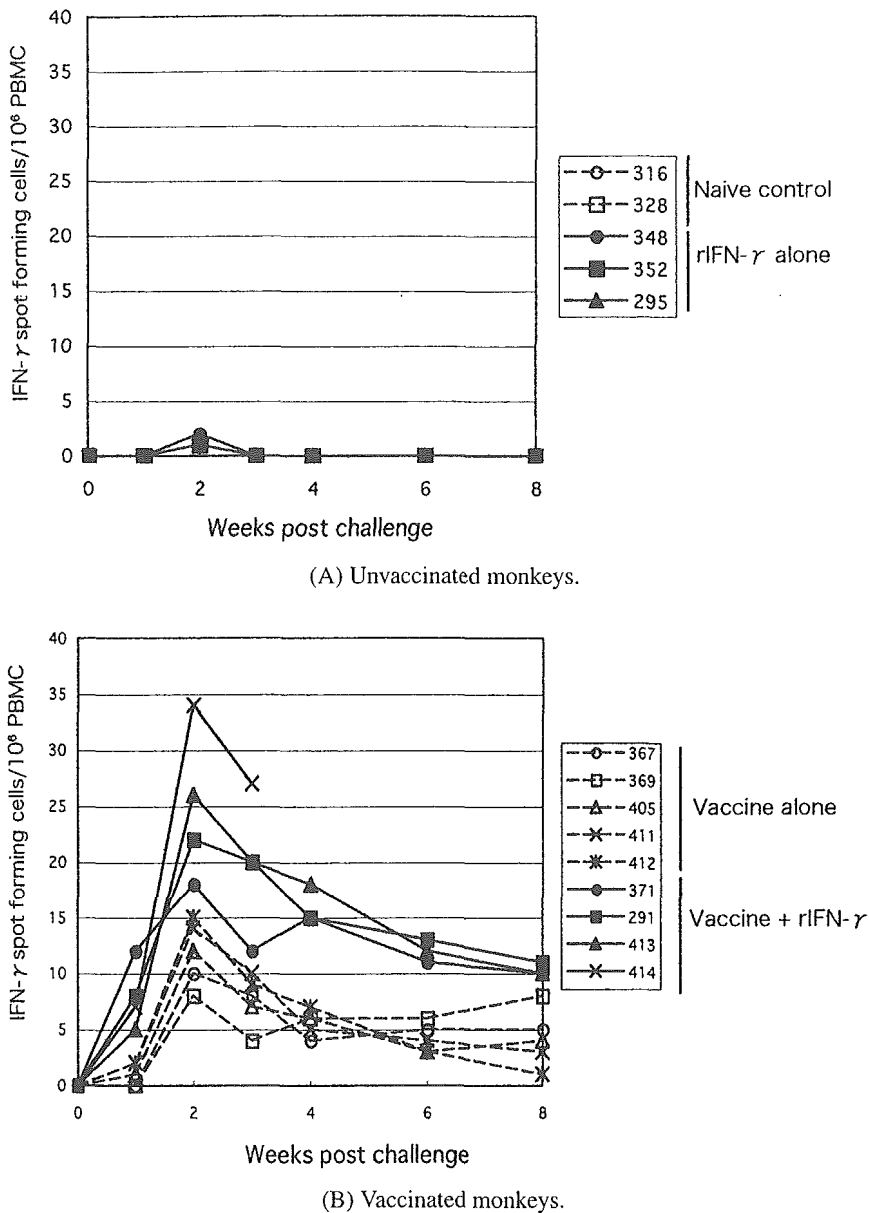 40
35
30
25
20
15
10
5
0
IFN-γ spot forming cells/10⁶ PBMC
0 2 4 6 8
Weeks post challenge
316
328
348
352
295
Naive control
rIFN-γ alone
(A) Unvaccinated monkeys.
40
35
30
25
20
15
10
5
0
IFN-γ spot forming cells/10⁶ PBMC
0 2 4 6 8
Weeks post challenge
367
369
405
411
412
371
291
413
414
Vaccine alone
Vaccine + rIFN-γ
(B) Vaccinated monkeys.